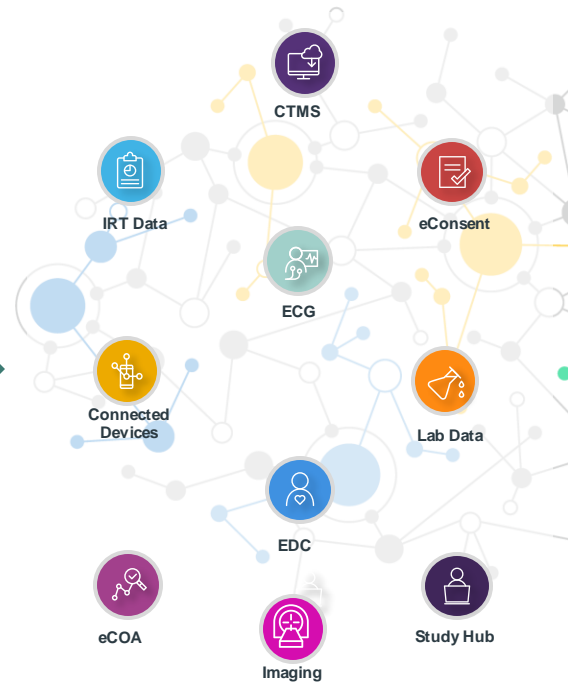 CTMS
IRT Data
eConsent
ECG
Connected
Devices
Lab Data
EDC
eCOA
Study Hub
Imaging